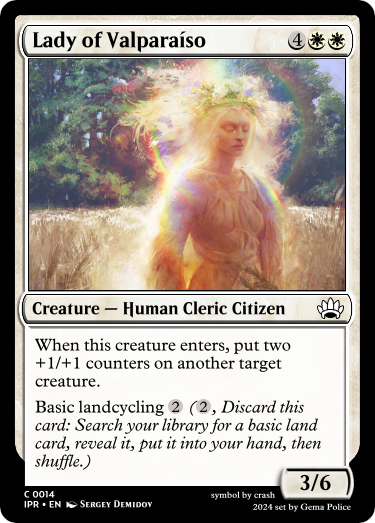 Lady of Valparaíso 4
Creature — Human Cleric Citizen
When this creature enters, put two
+1/+1 counters on another target
creature.
Basic landcycling 2 (2, Discard this
card: Search your library for a basic land
card, reveal it, put it into your hand, then
shuffle.)
3/6
C 0014
IPR • EN Sergey Demidov
symbol by crash
2024 set by Gema Police